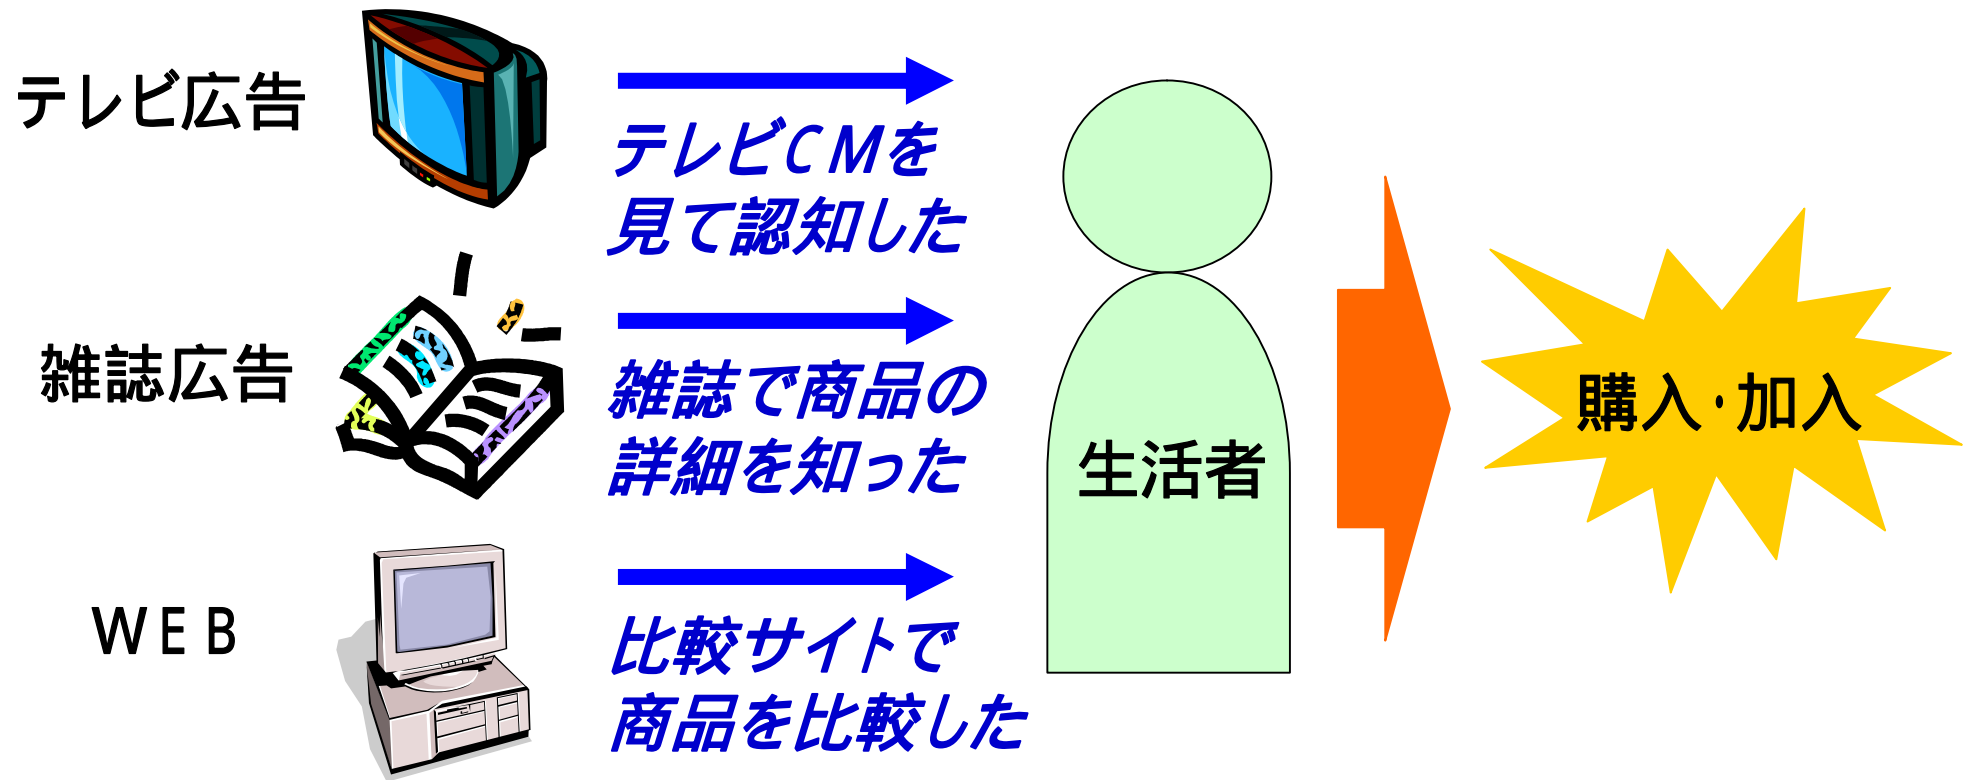 テレビ広告
テレビＣＭを
見て認知した
雑誌広告
雑誌で商品の
詳細を知った
ＷＥＢ
比較サイトで
商品を比較した
生活者
購入・加入